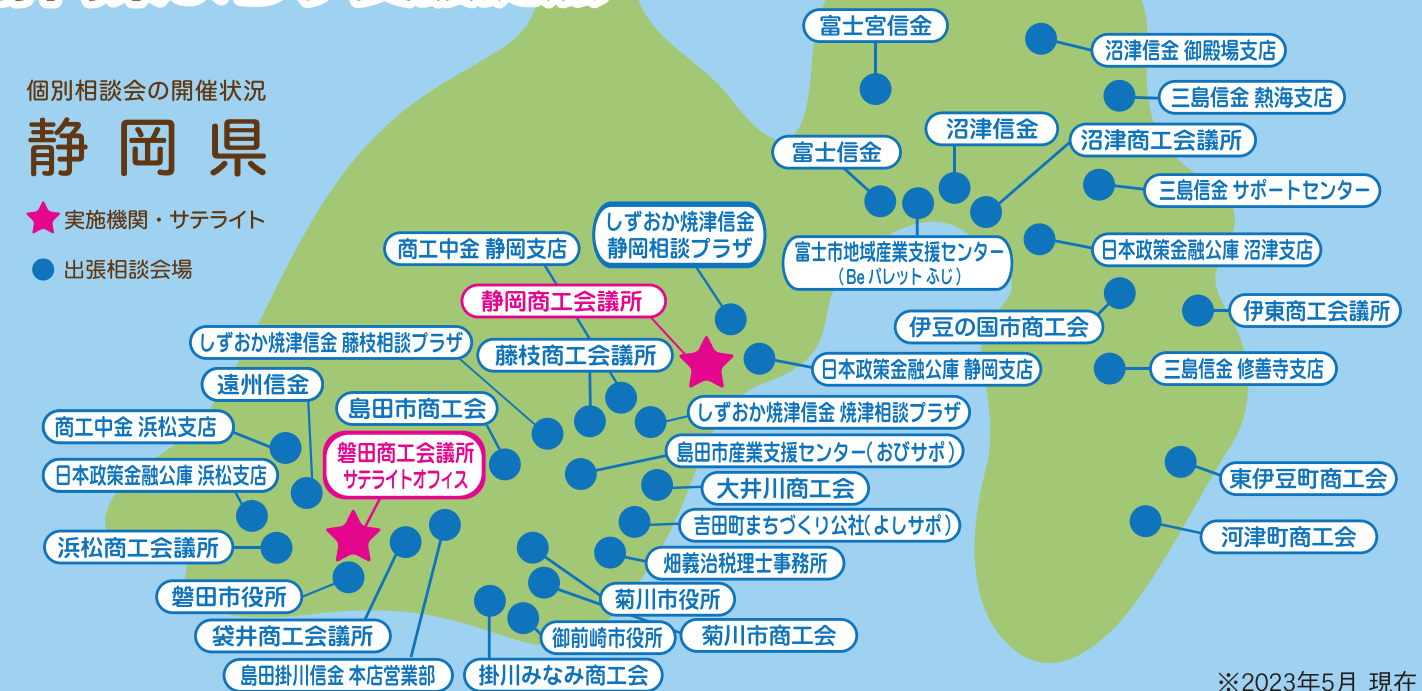 個別相談会の開催状況
静岡県
実施機関・サテライト
出張相談会場
富士宮信金
沼津信金 御殿場支店
三島信金 熱海支店
沼津信金
沼津商工会議所
富士信金
三島信金 サポートセンター
しずおか焼津信金
静岡相談プラザ
商工中金 静岡支店
富士市地域産業支援センター
(Be パレット ふじ)
日本政策金融公庫 沼津支店
静岡商工会議所
伊東商工会議所
伊豆の国市商工会
しずおか焼津信金 藤枝相談プラザ
藤枝商工会議所
日本政策金融公庫 静岡支店
三島信金 修善寺支店
遠州信金
島田市商工会
しずおか焼津信金 焼津相談プラザ
商工中金 浜松支店
磐田商工会議所
サテライトオフィス
島田市産業支援センター(おびサポ)
日本政策金融公庫 浜松支店
大井川商工会
東伊豆町商工会
吉田町まちづくり公社(よしサポ)
河津町商工会
浜松商工会議所
畑義治税理士事務所
磐田市役所
菊川市役所
袋井商工会議所
御前崎市役所
菊川市商工会
島田掛川信金 本店営業部
掛川みなみ商工会
※2023年5月 現在